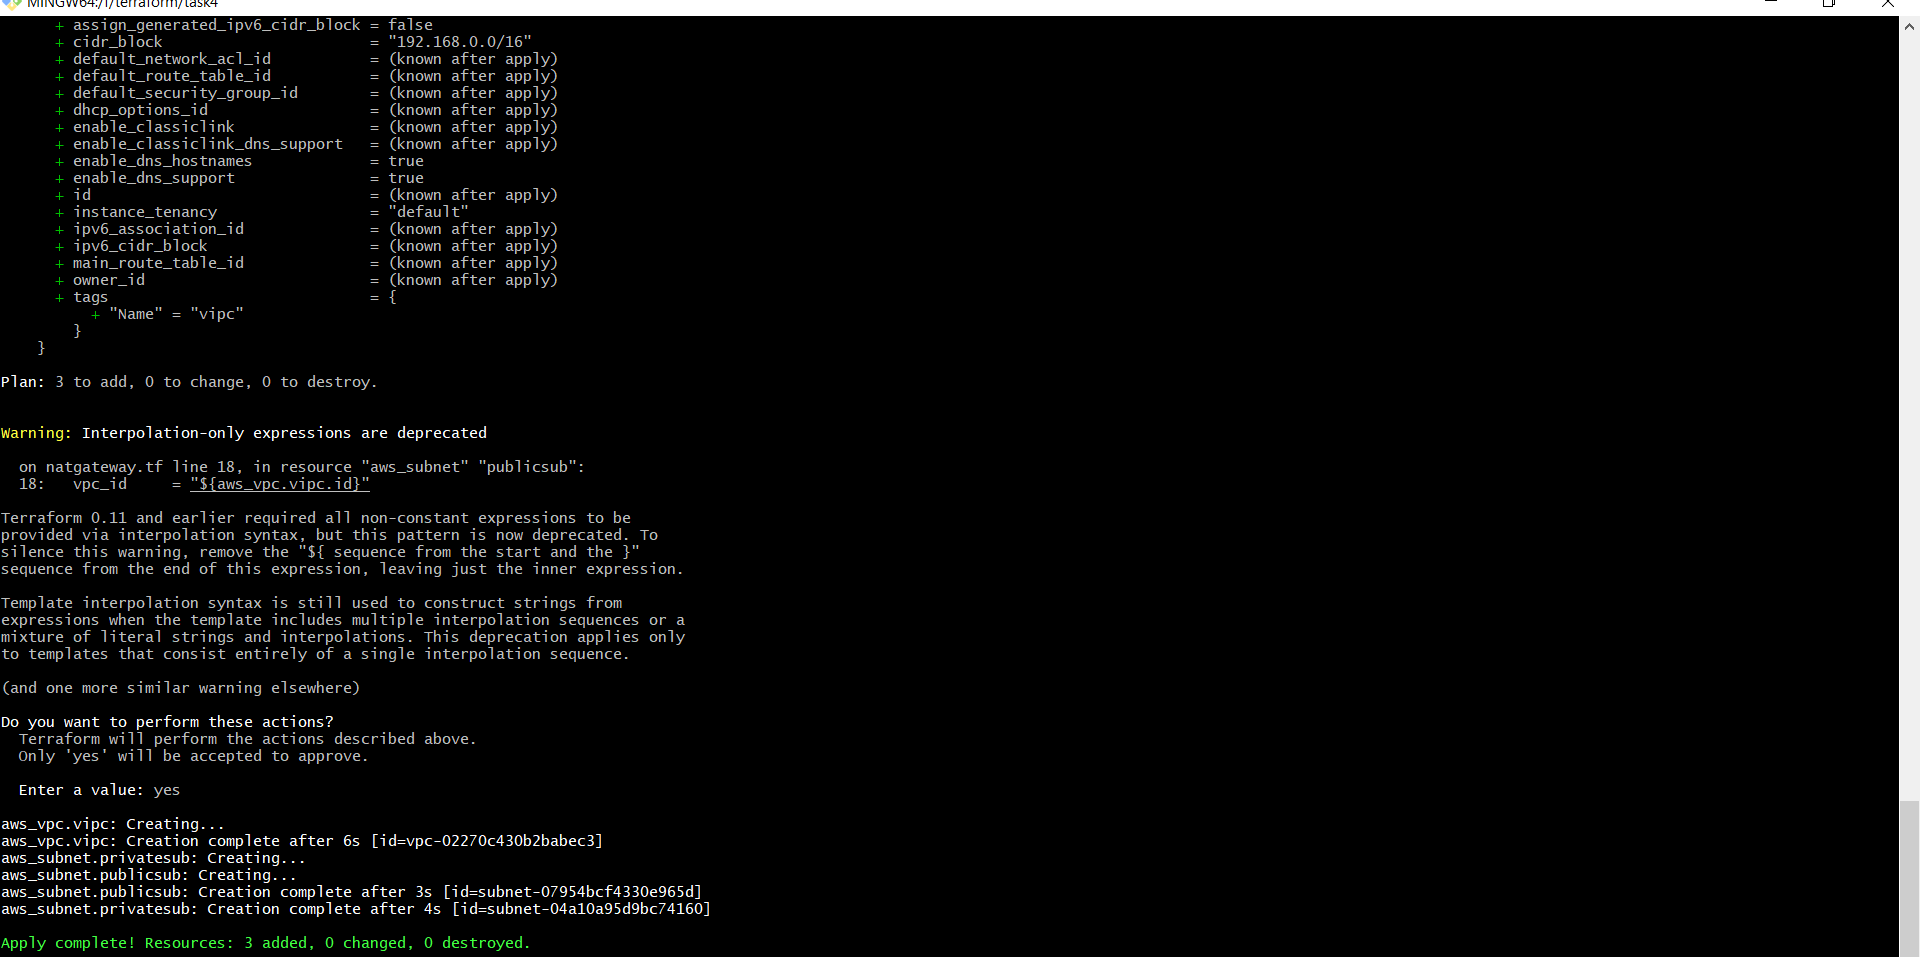 MINGW64:/f/terraform/task4
+ assign_generated_ipv6_cidr_block = false
+ cidr_block                       = "192.168.0.0/16"
+ default_network_acl_id           = (known after apply)
+ default_route_table_id           = (known after apply)
+ default_security_group_id        = (known after apply)
+ dhcp_options_id                  = (known after apply)
+ enable_classiclink               = (known after apply)
+ enable_classiclink_dns_support   = (known after apply)
+ enable_dns_hostnames             = true
+ enable_dns_support               = true
+ id                               = (known after apply)
+ instance_tenancy                 = "default"
+ ipv6_association_id              = (known after apply)
+ ipv6_cidr_block                  = (known after apply)
+ main_route_table_id              = (known after apply)
+ owner_id                         = (known after apply)
+ tags                             = {
+ "Name" = "vipc"
}
}
Plan: 3 to add, 0 to change, 0 to destroy.
Warning: Interpolation-only expressions are deprecated
on natgateway.tf line 18, in resource "aws_subnet" "publicsub":
18:   vpc_id     = "${aws_vpc.vipc.id}"
Terraform 0.11 and earlier required all non-constant expressions to be
provided via interpolation syntax, but this pattern is now deprecated. To
silence this warning, remove the "${ sequence from the start and the }"
sequence from the end of this expression, leaving just the inner expression.
Template interpolation syntax is still used to construct strings from
expressions when the template includes multiple interpolation sequences or a
mixture of literal strings and interpolations. This deprecation applies only
to templates that consist entirely of a single interpolation sequence.
(and one more similar warning elsewhere)
Do you want to perform these actions?
Terraform will perform the actions described above.
Only 'yes' will be accepted to approve.
Enter a value: yes
aws_vpc.vipc: Creating...
aws_vpc.vipc: Creation complete after 6s [id=vpc-02270c430b2babec3]
aws_subnet.privatesub: Creating...
aws_subnet.publicsub: Creating...
aws_subnet.publicsub: Creation complete after 3s [id=subnet-07954bcf4330e965d]
aws_subnet.privatesub: Creation complete after 4s [id=subnet-04a10a95d9bc74160]
Apply complete! Resources: 3 added, 0 changed, 0 destroyed.